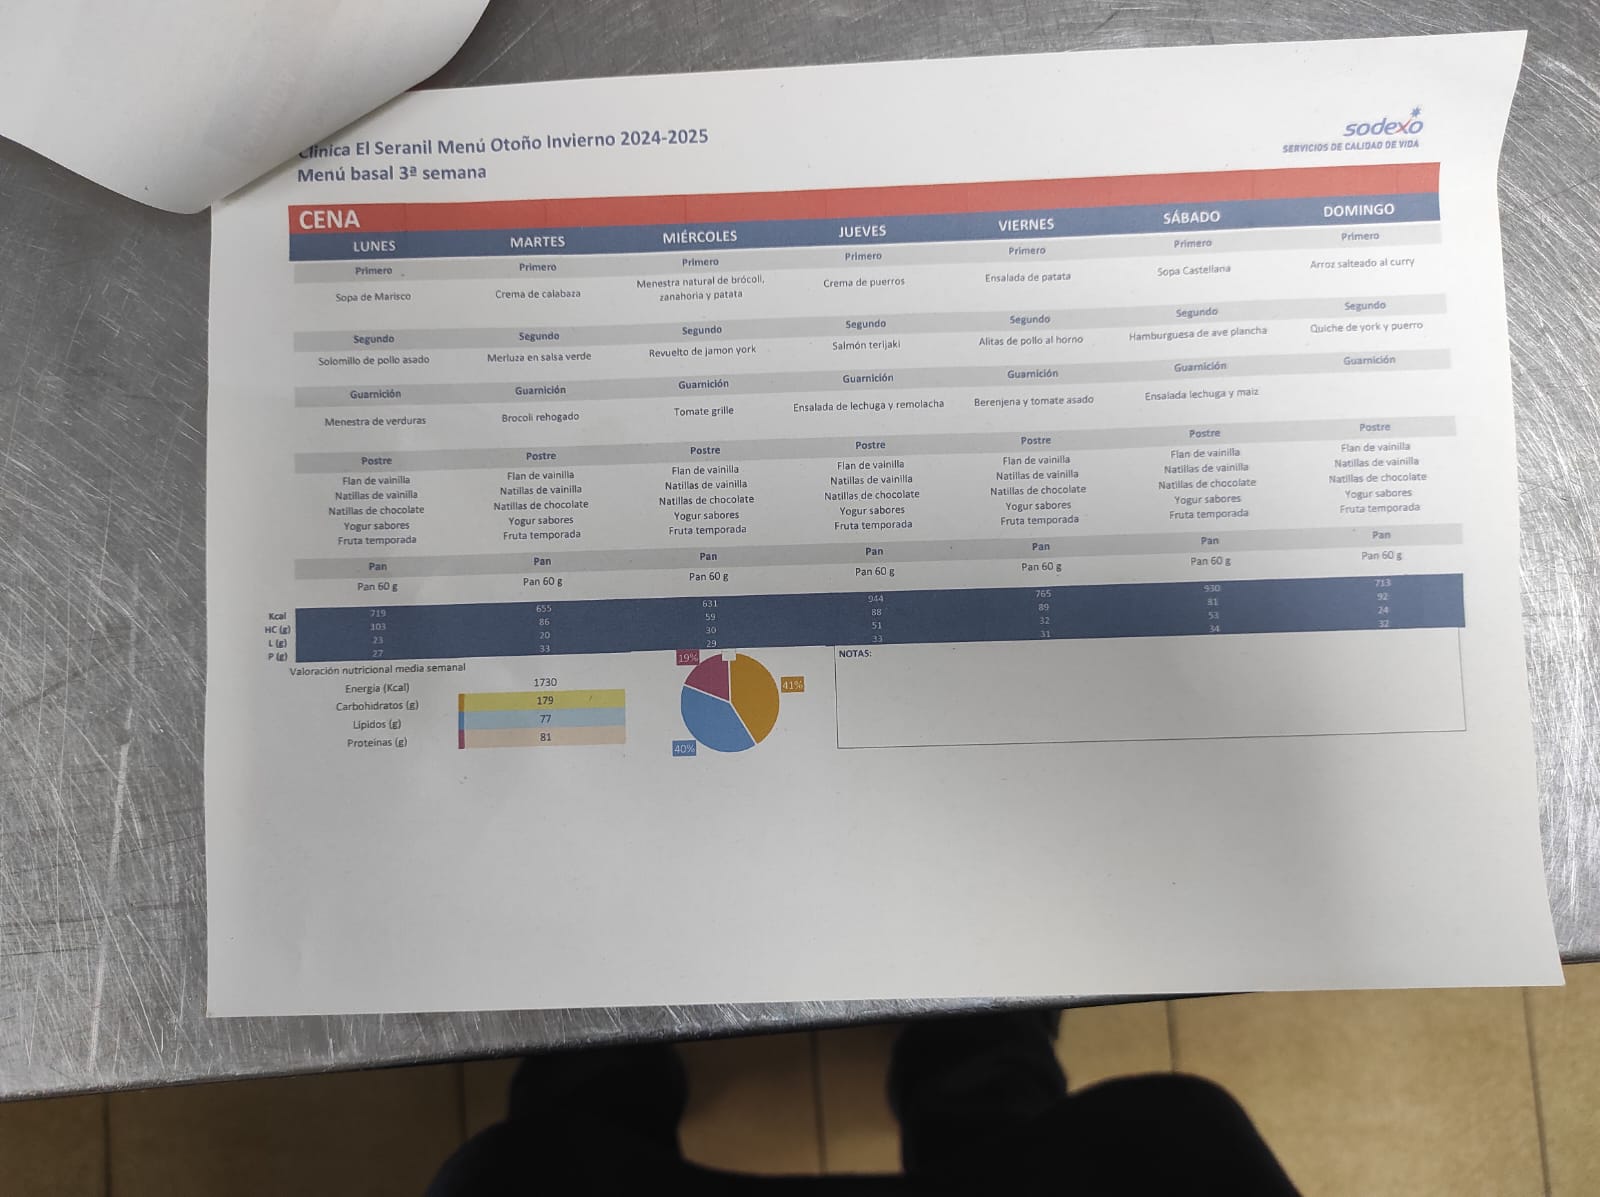 Clínica El Seranil Menú Otoño Invierno 2024-2025
Menú basal 3ª semana
sodexo
SERVICIOS DE CALIDAD DE VIDA
CENA
LUNES MARTES MIÉRCOLES JUEVES VIERNES SÁBADO DOMINGO
Primero Primero Primero Primero Primero Primero Primero
Sopa de Marisco Crema de calabaza Menestra natural de brócoli, Crema de puerros Ensalada de patata Sopa Castellana Arroz salteado al curry
zanahoria y patata
Segundo Segundo Segundo Segundo Segundo Segundo Segundo
Solomillo de pollo asado Merluza en salsa verde Revuelto de jamon york Salmón terijaki Alitas de pollo al horno Hamburguesa de ave plancha Quiche de york y puerro
Guarnición Guarnición Guarnición Guarnición Guarnición Guarnición Guarnición
Menestra de verduras Brocoli rehogado Tomate grille Ensalada de lechuga y remolacha Berenjena y tomate asado Ensalada lechuga y maiz
Postre Postre Postre Postre Postre Postre Postre
Flan de vainilla Flan de vainilla Flan de vainilla Flan de vainilla Flan de vainilla Flan de vainilla Flan de vainilla
Natillas de vainilla Natillas de vainilla Natillas de vainilla Natillas de vainilla Natillas de vainilla Natillas de vainilla Natillas de vainilla
Natillas de chocolate Natillas de chocolate Natillas de chocolate Natillas de chocolate Natillas de chocolate Natillas de chocolate Natillas de chocolate
Yogur sabores Yogur sabores Yogur sabores Yogur sabores Yogur sabores Yogur sabores Yogur sabores
Fruta temporada Fruta temporada Fruta temporada Fruta temporada Fruta temporada Fruta temporada Fruta temporada
Pan Pan Pan Pan Pan Pan Pan
Pan 60 g Pan 60 g Pan 60 g Pan 60 g Pan 60 g Pan 60 g Pan 60 g
Kcal 719 655 631 944 765 930 713
HC (g) 103 86 59 88 89 81 92
L (g) 23 20 30 51 32 53 24
P (g) 27 33 29 33 31 34 32
Valoración nutricional media semanal
Energía (Kcal) 1730
Carbohidratos (g) 179
Lípidos (g) 77
Proteinas (g) 81
19%
41%
40%
NOTAS: